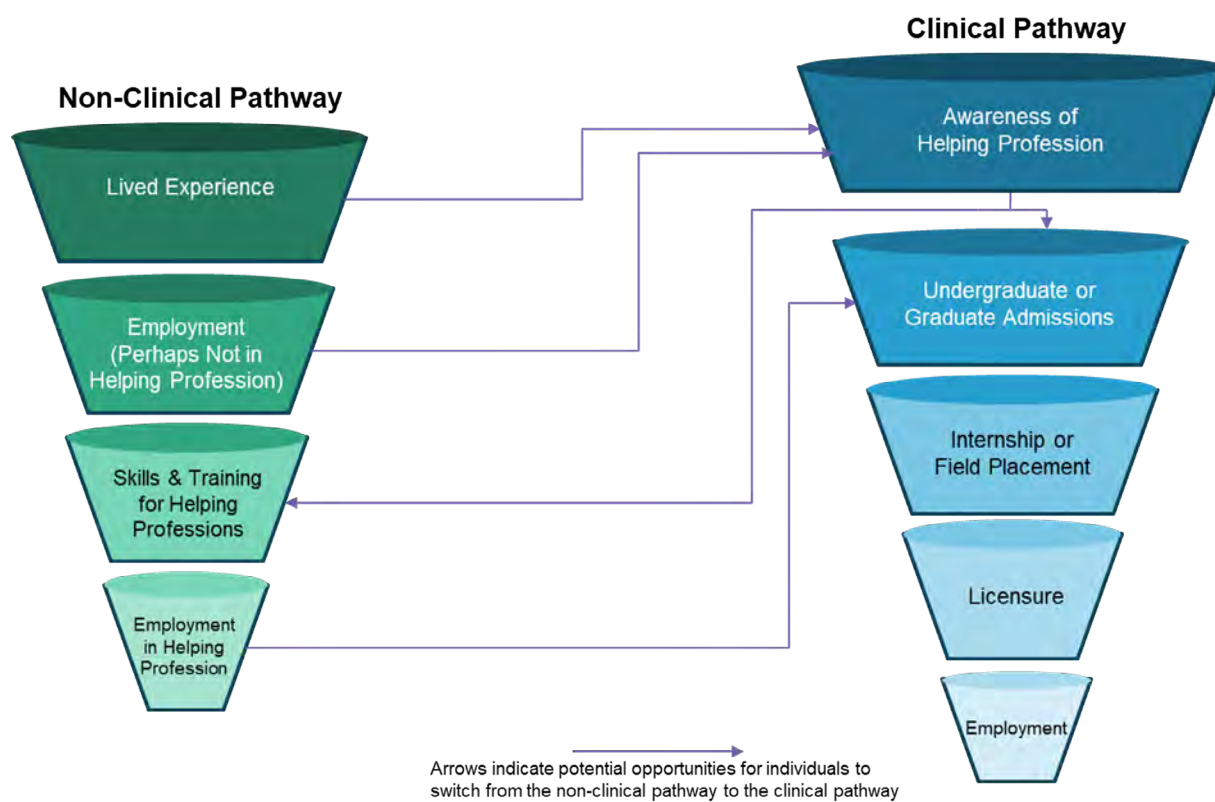 Non-Clinical Pathway
Lived Experience
Employment
(Perhaps Not in
Helping Profession)
Skills & Training
for Helping
Professions
Employment
in Helping
Profession
Clinical Pathway
Awareness of
Helping Profession
Undergraduate or
Graduate Admissions
Internship or
Field Placement
Licensure
Employment
Arrows indicate potential opportunities for individuals to
switch from the non-clinical pathway to the clinical pathway